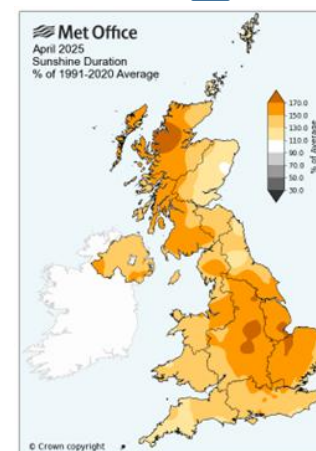 Met Office
April 2025
Sunshine Duration
% of 1991-2020 Average
170.0
150.0
130.0
110.0
90.0
70.0
50.0
30.0
% of Average
© Crown copyright